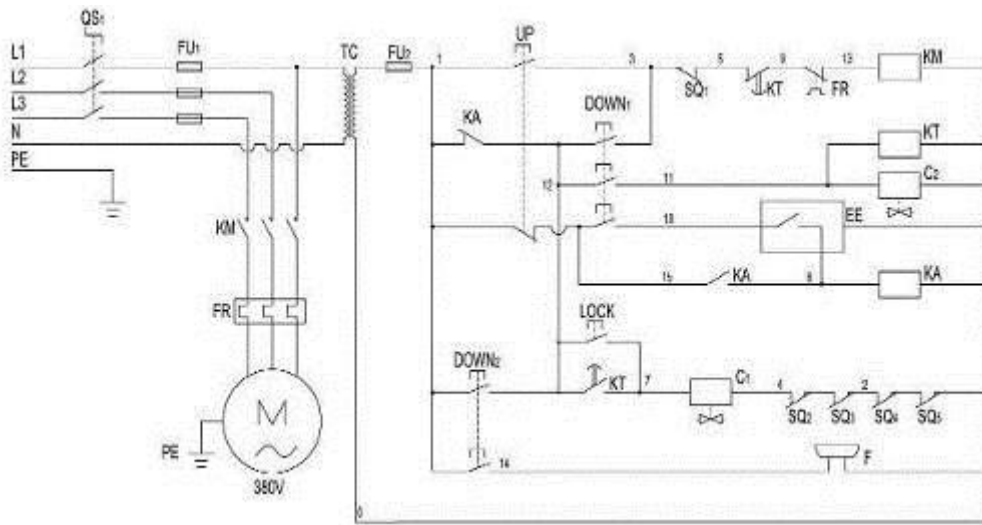 QS₁
L1
FU₁
TC
FU₂
1
UP
3
5
9
13
KM
L2
SQ₁
KT
FR
L3
N
KA
DOWN₁
KT
PE
11
C₂
KM
18
EE
15
KA
6
KA
FR
LOCK
DOWN₂
KT
7
C₁
4
2
SQ₂
SQ₃
SQ₄
SQ₅
M
PE
14
F
380V
0